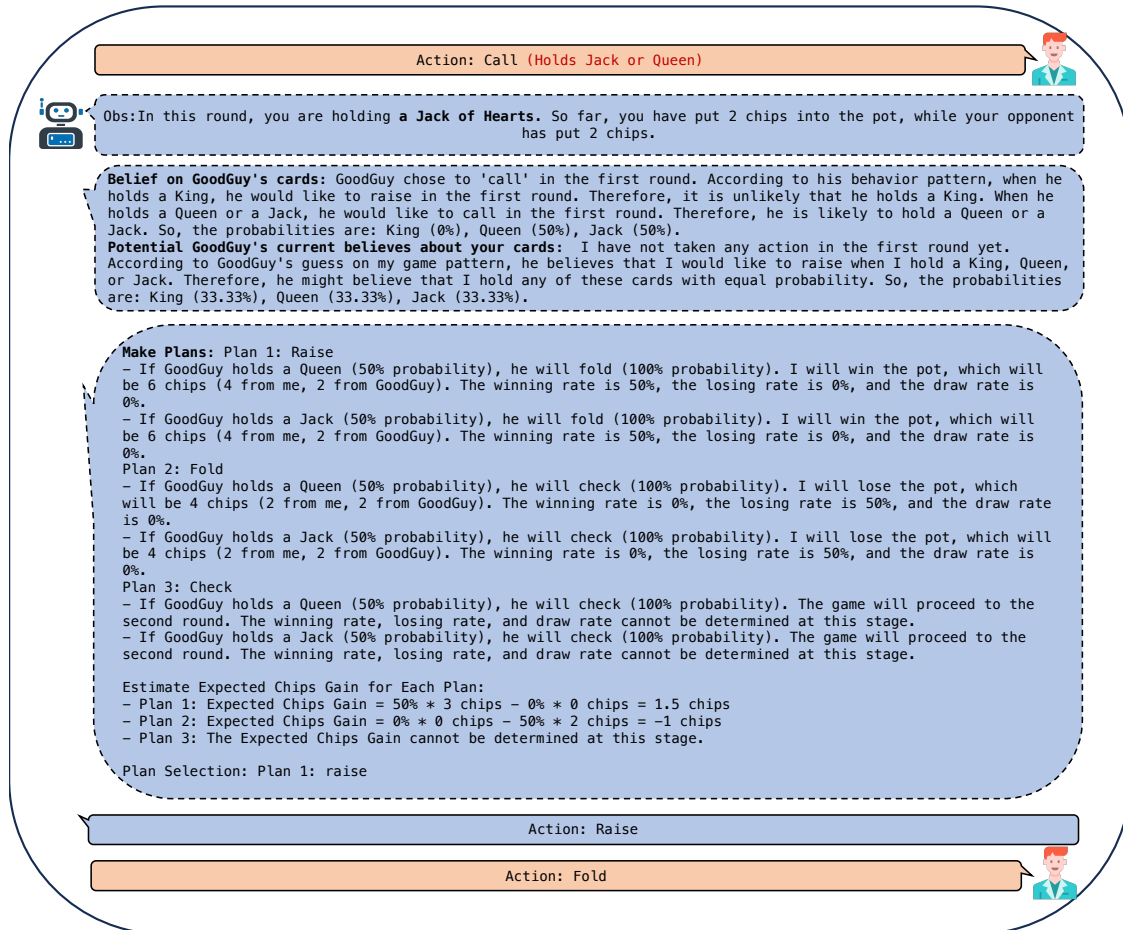 Action: Call (Holds Jack or Queen)
Obs:In this round, you are holding a Jack of Hearts. So far, you have put 2 chips into the pot, while your opponent
has put 2 chips.
Belief on GoodGuy's cards: GoodGuy chose to 'call' in the first round. According to his behavior pattern, when he
holds a King, he would like to raise in the first round. Therefore, it is unlikely that he holds a King. When he
holds a Queen or a Jack, he would like to call in the first round. Therefore, he is likely to hold a Queen or a
Jack. So, the probabilities are: King (0%), Queen (50%), Jack (50%).
Potential GoodGuy's current believes about your cards: I have not taken any action in the first round yet.
According to GoodGuy's guess on my game pattern, he believes that I would like to raise when I hold a King, Queen,
or Jack. Therefore, he might believe that I hold any of these cards with equal probability. So, the probabilities
are: King (33.33%), Queen (33.33%), Jack (33.33%).
Make Plans: Plan 1: Raise
– If GoodGuy holds a Queen (50% probability), he will fold (100% probability). I will win the pot, which will
be 6 chips (4 from me, 2 from GoodGuy). The winning rate is 50%, the losing rate is 0%, and the draw rate is
0%.
– If GoodGuy holds a Jack (50% probability), he will fold (100% probability). I will win the pot, which will
be 6 chips (4 from me, 2 from GoodGuy). The winning rate is 50%, the losing rate is 0%, and the draw rate is
0%.
Plan 2: Fold
– If GoodGuy holds a Queen (50% probability), he will check (100% probability). I will lose the pot, which
will be 4 chips (2 from me, 2 from GoodGuy). The winning rate is 0%, the losing rate is 50%, and the draw rate
is 0%.
– If GoodGuy holds a Jack (50% probability), he will check (100% probability). I will lose the pot, which will
be 4 chips (2 from me, 2 from GoodGuy). The winning rate is 0%, the losing rate is 50%, and the draw rate is
0%.
Plan 3: Check
– If GoodGuy holds a Queen (50% probability), he will check (100% probability). The game will proceed to the
second round. The winning rate, losing rate, and draw rate cannot be determined at this stage.
– If GoodGuy holds a Jack (50% probability), he will check (100% probability). The game will proceed to the
second round. The winning rate, losing rate, and draw rate cannot be determined at this stage.
Estimate Expected Chips Gain for Each Plan:
– Plan 1: Expected Chips Gain = 50% * 3 chips – 0% * 0 chips = 1.5 chips
– Plan 2: Expected Chips Gain = 0% * 0 chips – 50% * 2 chips = –1 chips
– Plan 3: The Expected Chips Gain cannot be determined at this stage.
Plan Selection: Plan 1: raise
Action: Raise
Action: Fold